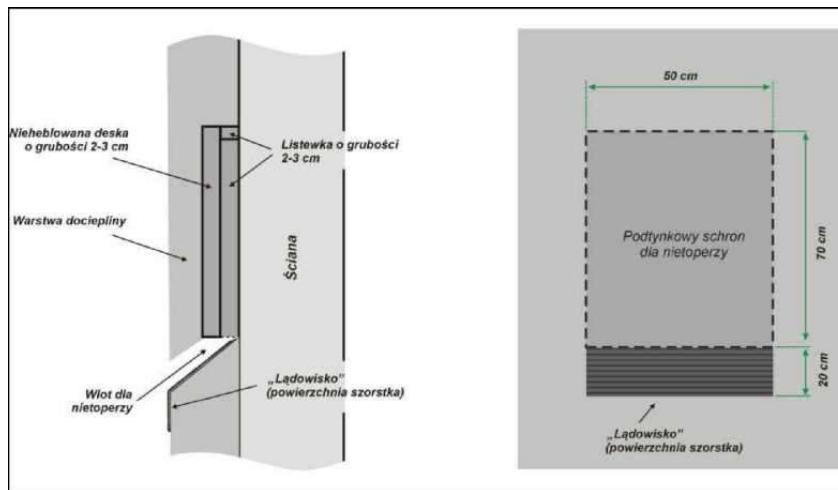 Nieheblowana deska
o grubości 2-3 cm
Listewka o grubości
2-3 cm
Warstwa dociepliny
Ściana
Wlot dla
nietoperzy
„Lądowisko”
(powierzchnia szorstka)
50 cm
Podtynkowy schron
dla nietoperzy
70 cm
20 cm
„Lądowisko”
(powierzchnia szorstka)